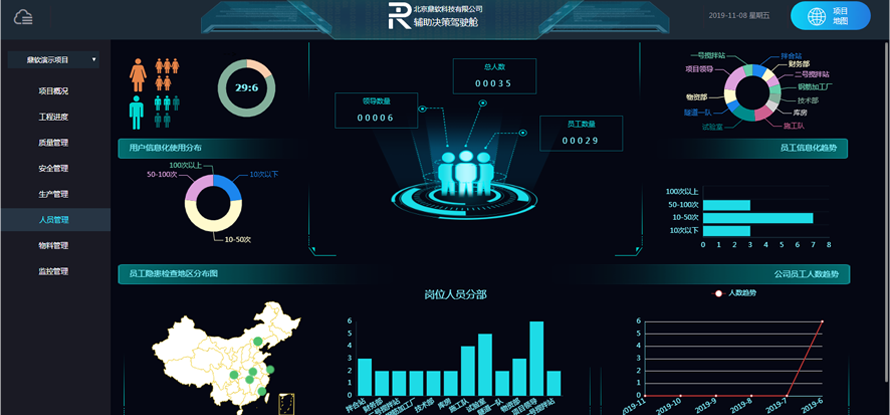 北京鼎软科技有限公司
辅助决策驾驶舱
2019-11-08 星期五
项目
地图
鼎软演示项目
项目概况
工程进度
质量管理
安全管理
生产管理
人员管理
物料管理
监控管理
29:6
总人数
00035
领导数量
00006
员工数量
00029
一号搅拌站
拌合站
财务部
项目领导
二号搅拌站
钢筋加工厂
物资部
技术部
隧道一队
库房
试验室
施工队
用户信息化使用分布
员工信息化趋势
100次以上
50-100次
10次以下
10-50次
100次以上
50-100次
10-50次
10次以下
0 1 2 3 4 5 6 7 8
员工隐患检查地区分布图
公司员工人数趋势
岗位人员分部
人数趋势
6
5
4
3
2
1
0
拌合站 财务部 号搅拌站 钢筋加工厂 技术部 库房 施工队 试验室 隧道一队 物资部 项目领导 号搅拌站
6
5
4
3
2
1
0
2019-11 2019-10 2019-9 2019-8 2019-7 2019-6